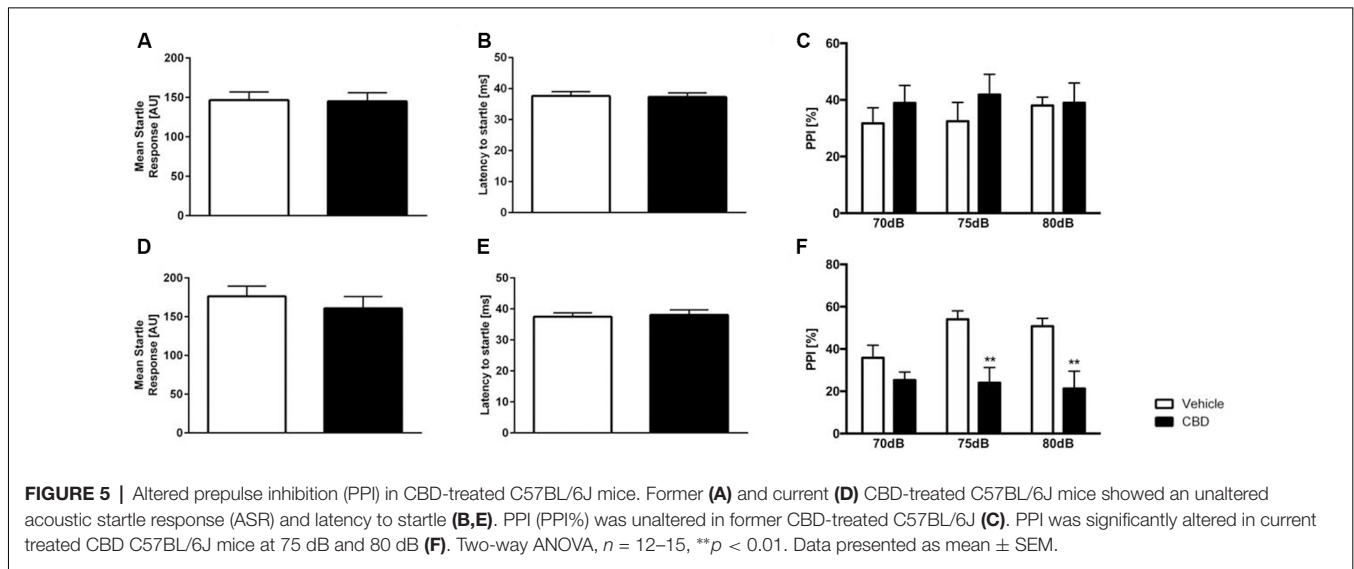 A
B
C
Mean Startle
Response [AU]
200
150
100
50
0
Latency to startle [ms]
50
40
30
20
10
0
PPI [%]
60
40
20
0
70dB 75dB 80dB
D
E
F
Mean Startle
Response [AU]
200
150
100
50
0
Latency to startle [ms]
50
40
30
20
10
0
PPI [%]
80
60
40
20
0
** **
70dB 75dB 80dB
Vehicle
CBD
FIGURE 5 | Altered prepulse inhibition (PPI) in CBD-treated C57BL/6J mice. Former (A) and current (D) CBD-treated C57BL/6J mice showed an unaltered
acoustic startle response (ASR) and latency to startle (B,E). PPI (PPI%) was unaltered in former CBD-treated C57BL/6J (C). PPI was significantly altered in current
treated CBD C57BL/6J mice at 75 dB and 80 dB (F). Two-way ANOVA, n = 12–15, **p < 0.01. Data presented as mean ± SEM.